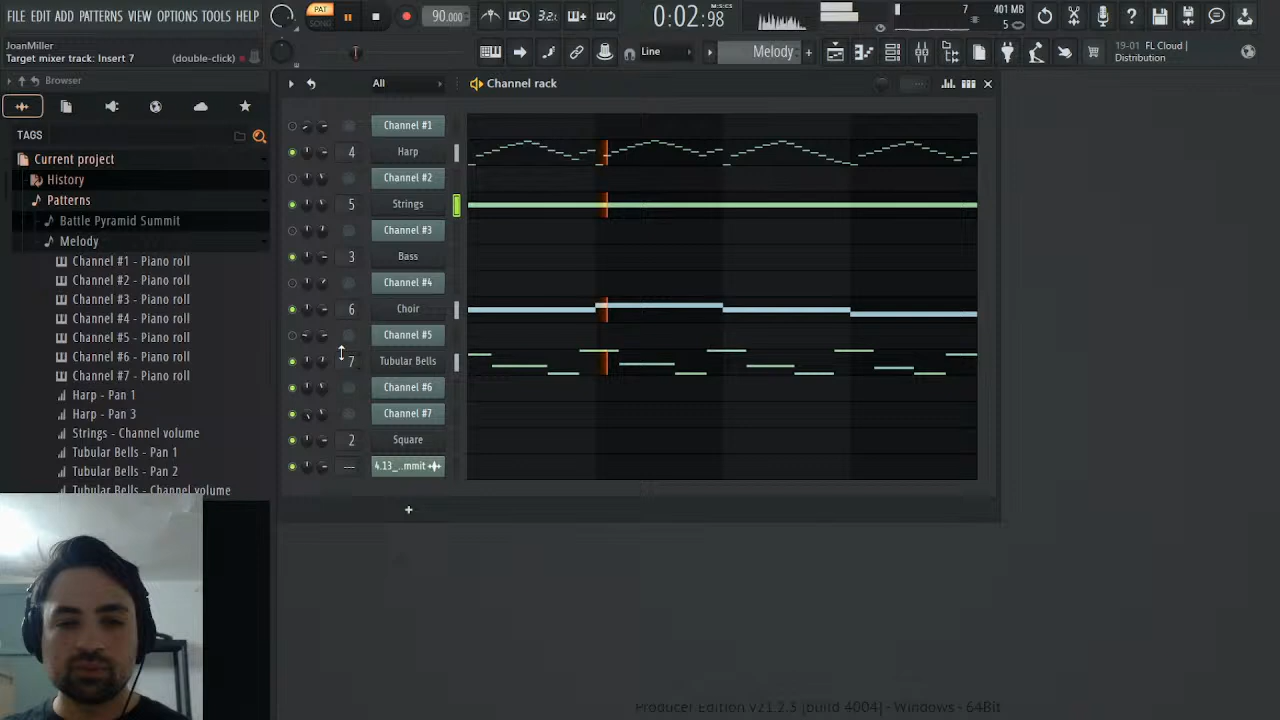 FILE EDIT ADD PATTERNS VIEW OPTIONS TOOLS HELP
PAT
SONG
90.000
3.2:
0:02:98
M:S:CS
7
401 MB
5
JoanMiller
Target mixer track: Insert 7
(double-click)
Line
Melody
19-01 FL Cloud |
Distribution
Browser
All
Channel rack
TAGS
Current project
History
Patterns
Battle Pyramid Summit
Melody
Channel #1 - Piano roll
Channel #2 - Piano roll
Channel #3 - Piano roll
Channel #4 - Piano roll
Channel #5 - Piano roll
Channel #6 - Piano roll
Channel #7 - Piano roll
Harp - Pan 1
Harp - Pan 3
Strings - Channel volume
Tubular Bells - Pan 1
Tubular Bells - Pan 2
Tubular Bells - Channel volume
Channel #1
4 Harp
Channel #2
5 Strings
Channel #3
3 Bass
Channel #4
6 Choir
Channel #5
7 Tubular Bells
Channel #6
Channel #7
2 Square
--- 4.13_..mmit
+
Producer Edition v21.2.3 [build 4004] - Windows - 64Bit